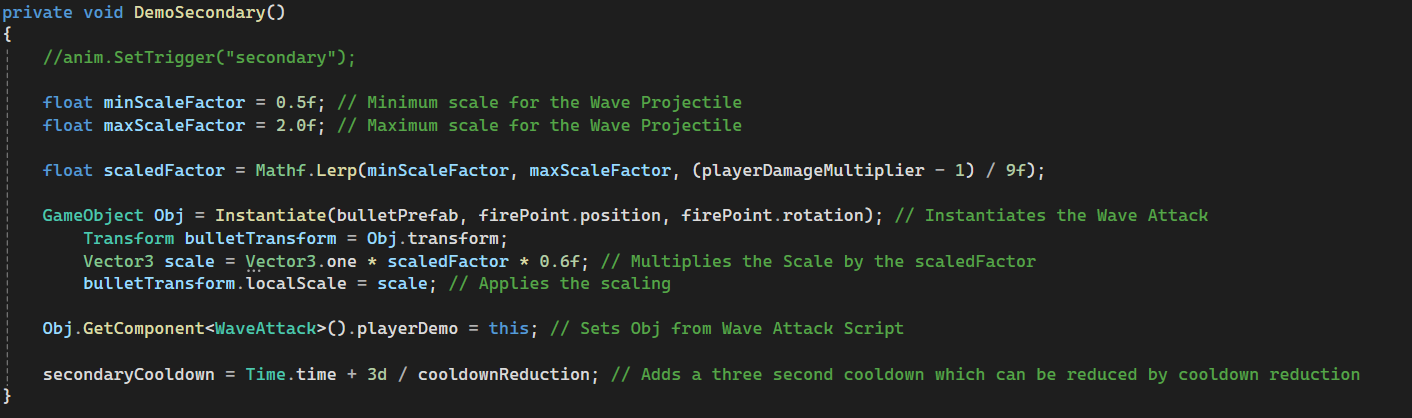 private void DemoSecondary()
{
    //anim.SetTrigger("secondary");
    float minScaleFactor = 0.5f; // Minimum scale for the Wave Projectile
    float maxScaleFactor = 2.0f; // Maximum scale for the Wave Projectile
    float scaledFactor = Mathf.Lerp(minScaleFactor, maxScaleFactor, (playerDamageMultiplier - 1) / 9f);
    GameObject Obj = Instantiate(bulletPrefab, firePoint.position, firePoint.rotation); // Instantiates the Wave Attack
        Transform bulletTransform = Obj.transform;
        Vector3 scale = Vector3.one * scaledFactor * 0.6f; // Multiplies the Scale by the scaledFactor
        bulletTransform.localScale = scale; // Applies the scaling
    Obj.GetComponent<WaveAttack>().playerDemo = this; // Sets Obj from Wave Attack Script
    secondaryCooldown = Time.time + 3d / cooldownReduction; // Adds a three second cooldown which can be reduced by cooldown reduction
}